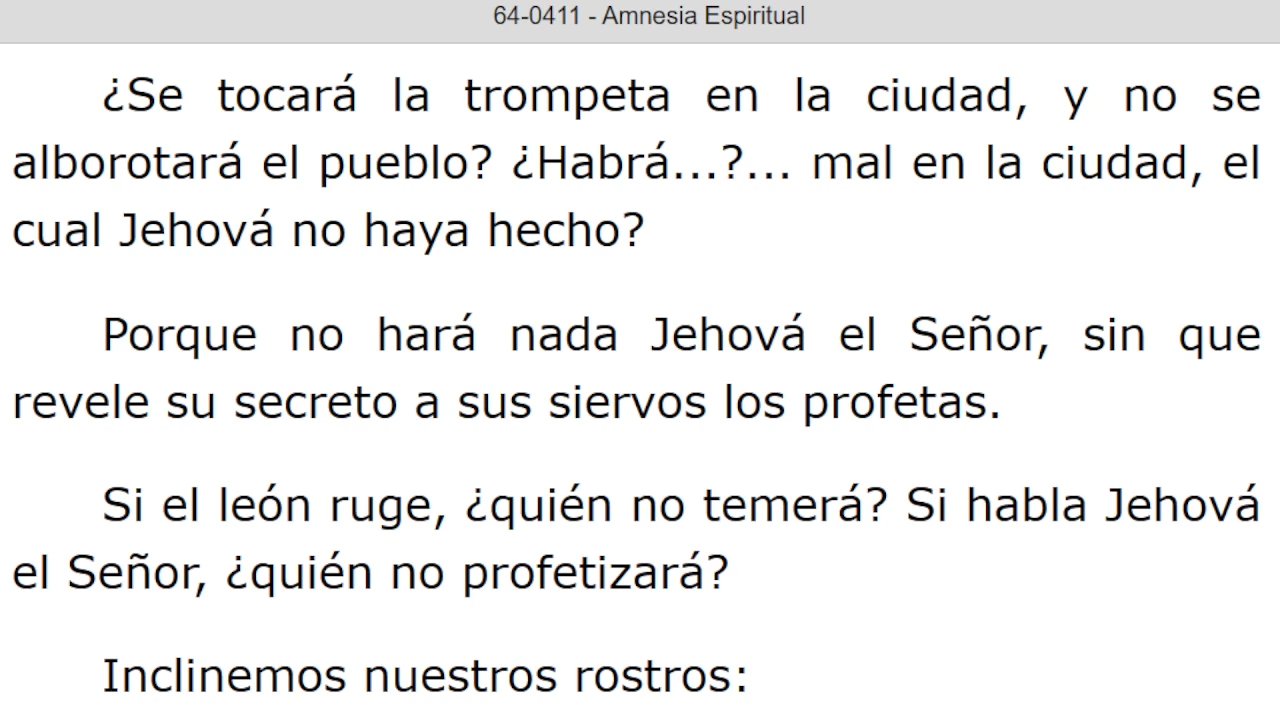 64-0411 - Amnesia Espiritual
¿Se tocará la trompeta en la ciudad, y no se
alborotará el pueblo? ¿Habrá...?... mal en la ciudad, el
cual Jehová no haya hecho?
Porque no hará nada Jehová el Señor, sin que
revele su secreto a sus siervos los profetas.
Si el león ruge, ¿quién no temerá? Si habla Jehová
el Señor, ¿quién no profetizará?
Inclinemos nuestros rostros: